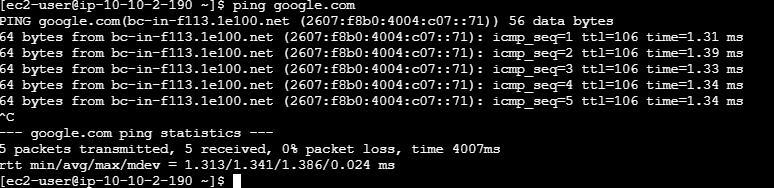 [ec2-user@ip-10-10-2-190 ~]$ ping google.com
PING google.com(bc-in-f113.1e100.net (2607:f8b0:4004:c07::71)) 56 data bytes
64 bytes from bc-in-f113.1e100.net (2607:f8b0:4004:c07::71): icmp_seq=1 ttl=106 time=1.31 ms
64 bytes from bc-in-f113.1e100.net (2607:f8b0:4004:c07::71): icmp_seq=2 ttl=106 time=1.39 ms
64 bytes from bc-in-f113.1e100.net (2607:f8b0:4004:c07::71): icmp_seq=3 ttl=106 time=1.33 ms
64 bytes from bc-in-f113.1e100.net (2607:f8b0:4004:c07::71): icmp_seq=4 ttl=106 time=1.34 ms
64 bytes from bc-in-f113.1e100.net (2607:f8b0:4004:c07::71): icmp_seq=5 ttl=106 time=1.34 ms
^C
--- google.com ping statistics ---
5 packets transmitted, 5 received, 0% packet loss, time 4007ms
rtt min/avg/max/mdev = 1.313/1.341/1.386/0.024 ms
[ec2-user@ip-10-10-2-190 ~]$